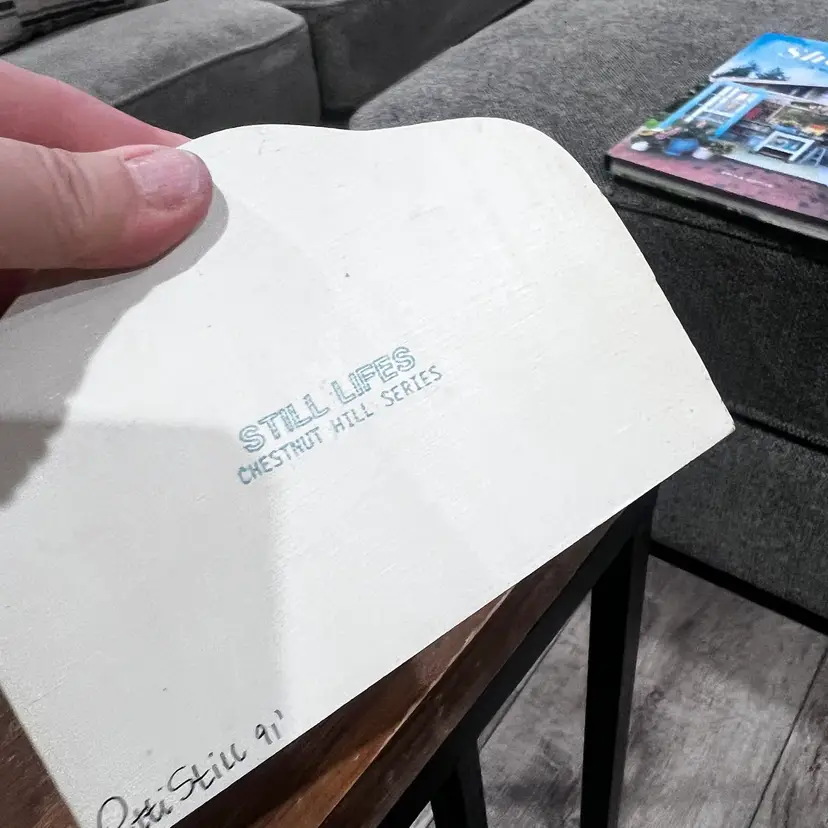 STILL LIFES
CHESTNUT HILL SERIES
Patti Still 91'